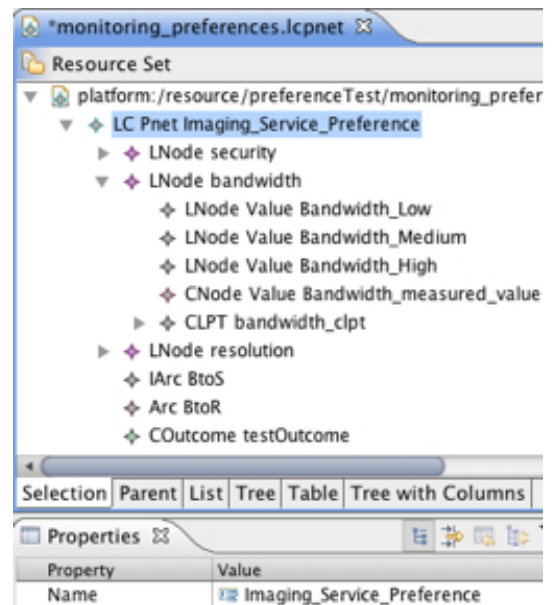 *monitoring_preferences.lcpnet
Resource Set
platform:/resource/preferenceTest/monitoring_prefer
LC Pnet Imaging_Service_Preference
LNode security
LNode bandwidth
LNode Value Bandwidth_Low
LNode Value Bandwidth_Medium
LNode Value Bandwidth_High
CNode Value Bandwidth_measured_value
CLPT bandwidth_clpt
LNode resolution
IArc BtoS
Arc BtoR
COutcome testOutcome
Selection Parent List Tree Table Tree with Columns
Properties
Property Value
Name Imaging_Service_Preference